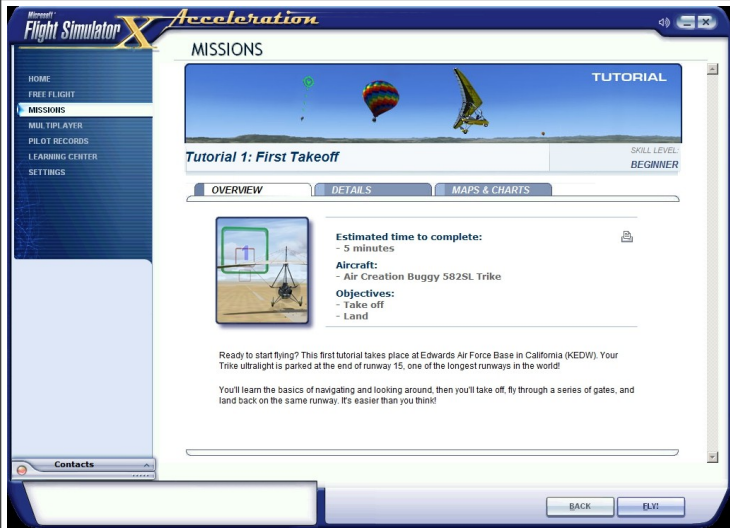 Microsoft
Flight Simulator X Acceleration
MISSIONS
HOME
FREE FLIGHT
MISSIONS
MULTIPLAYER
PILOT RECORDS
LEARNING CENTER
SETTINGS
TUTORIAL
Tutorial 1: First Takeoff
SKILL LEVEL:
BEGINNER
OVERVIEW DETAILS MAPS & CHARTS
1
Estimated time to complete:
- 5 minutes
Aircraft:
- Air Creation Buggy 582SL Trike
Objectives:
- Take off
- Land
Ready to start flying? This first tutorial takes place at Edwards Air Force Base in California (KEDW). Your
Trike ultralight is parked at the end of runway 15, one of the longest runways in the world!
You'll learn the basics of navigating and looking around, then you'll take off, fly through a series of gates, and
land back on the same runway. It's easier than you think!
Contacts
BACK FLY!